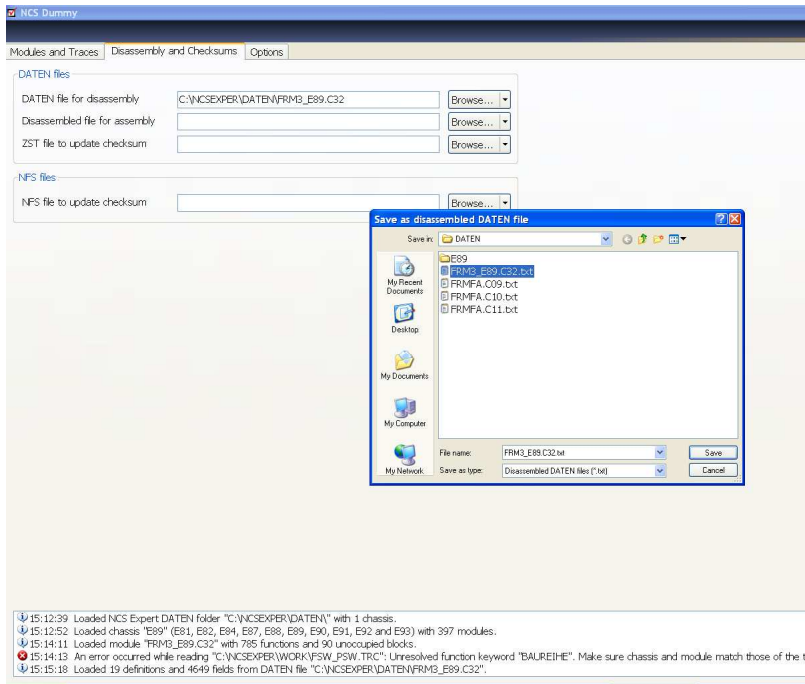 NCS Dummy
Modules and Traces Disassembly and Checksums Options
DATEN files
DATEN file for disassembly C:\NCSEXPER\DATEN\FRM3_E89.C32 Browse...
Disassembled file for assembly Browse...
ZST file to update checksum Browse...
NFS files
NFS file to update checksum Browse...
Save as disassembled DATEN file
Save in: DATEN
E89
FRM3_E89.C32.txt
FRMFA.C09.txt
FRMFA.C10.txt
FRMFA.C11.txt
My Recent
Documents
Desktop
My Documents
My Computer
My Network
File name: FRM3_E89.C32.txt Save
Save as type: Disassembled DATEN files (*.txt) Cancel
15:12:39 Loaded NCS Expert DATEN folder "C:\NCSEXPER\DATEN\" with 1 chassis.
15:12:52 Loaded chassis "E89" (E81, E82, E84, E87, E88, E89, E90, E91, E92 and E93) with 397 modules.
15:14:11 Loaded module "FRM3_E89.C32" with 785 functions and 90 unoccupied blocks.
15:14:13 An error occurred while reading "C:\NCSEXPER\WORK\FSW_PSW.TRC": Unresolved function keyword "BAUREIHE". Make sure chassis and module match those of the t
15:15:18 Loaded 19 definitions and 4649 fields from DATEN file "C:\NCSEXPER\DATEN\FRM3_E89.C32".